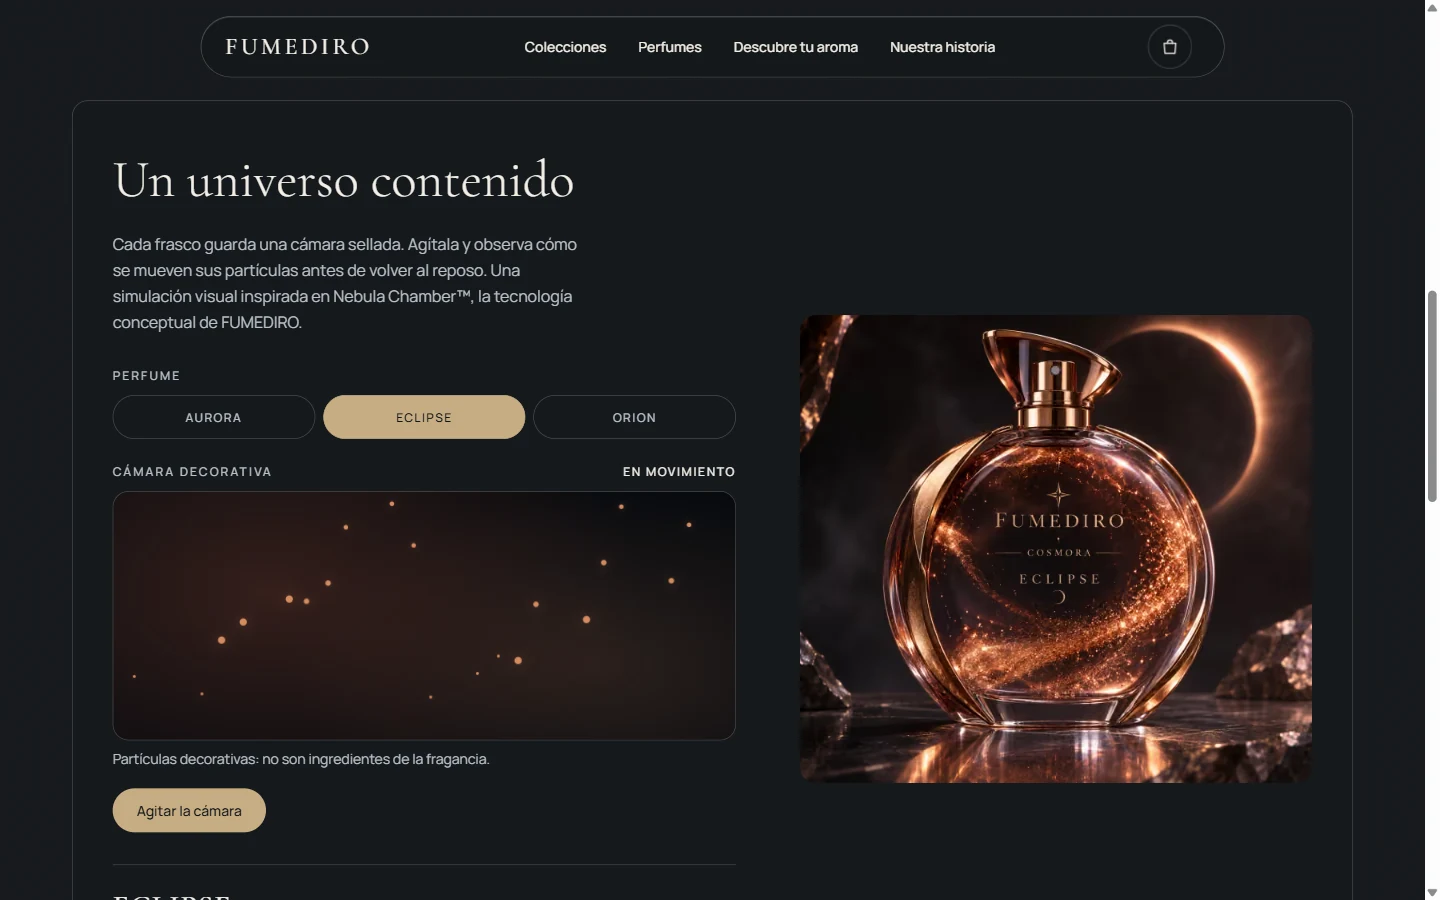 FUMEDIRO
Colecciones
Perfumes
Descubre tu aroma
Nuestra historia
Un universo contenido
Cada frasco guarda una cámara sellada. Agítala y observa cómo
se mueven sus partículas antes de volver al reposo. Una
simulación visual inspirada en Nebula Chamber™, la tecnología
conceptual de FUMEDIRO.
PERFUME
AURORA
ECLIPSE
ORION
CÁMARA DECORATIVA
EN MOVIMIENTO
Partículas decorativas: no son ingredientes de la fragancia.
Agitar la cámara
ECLIPSE
FUMEDIRO
COSMORA
ECLIPSE